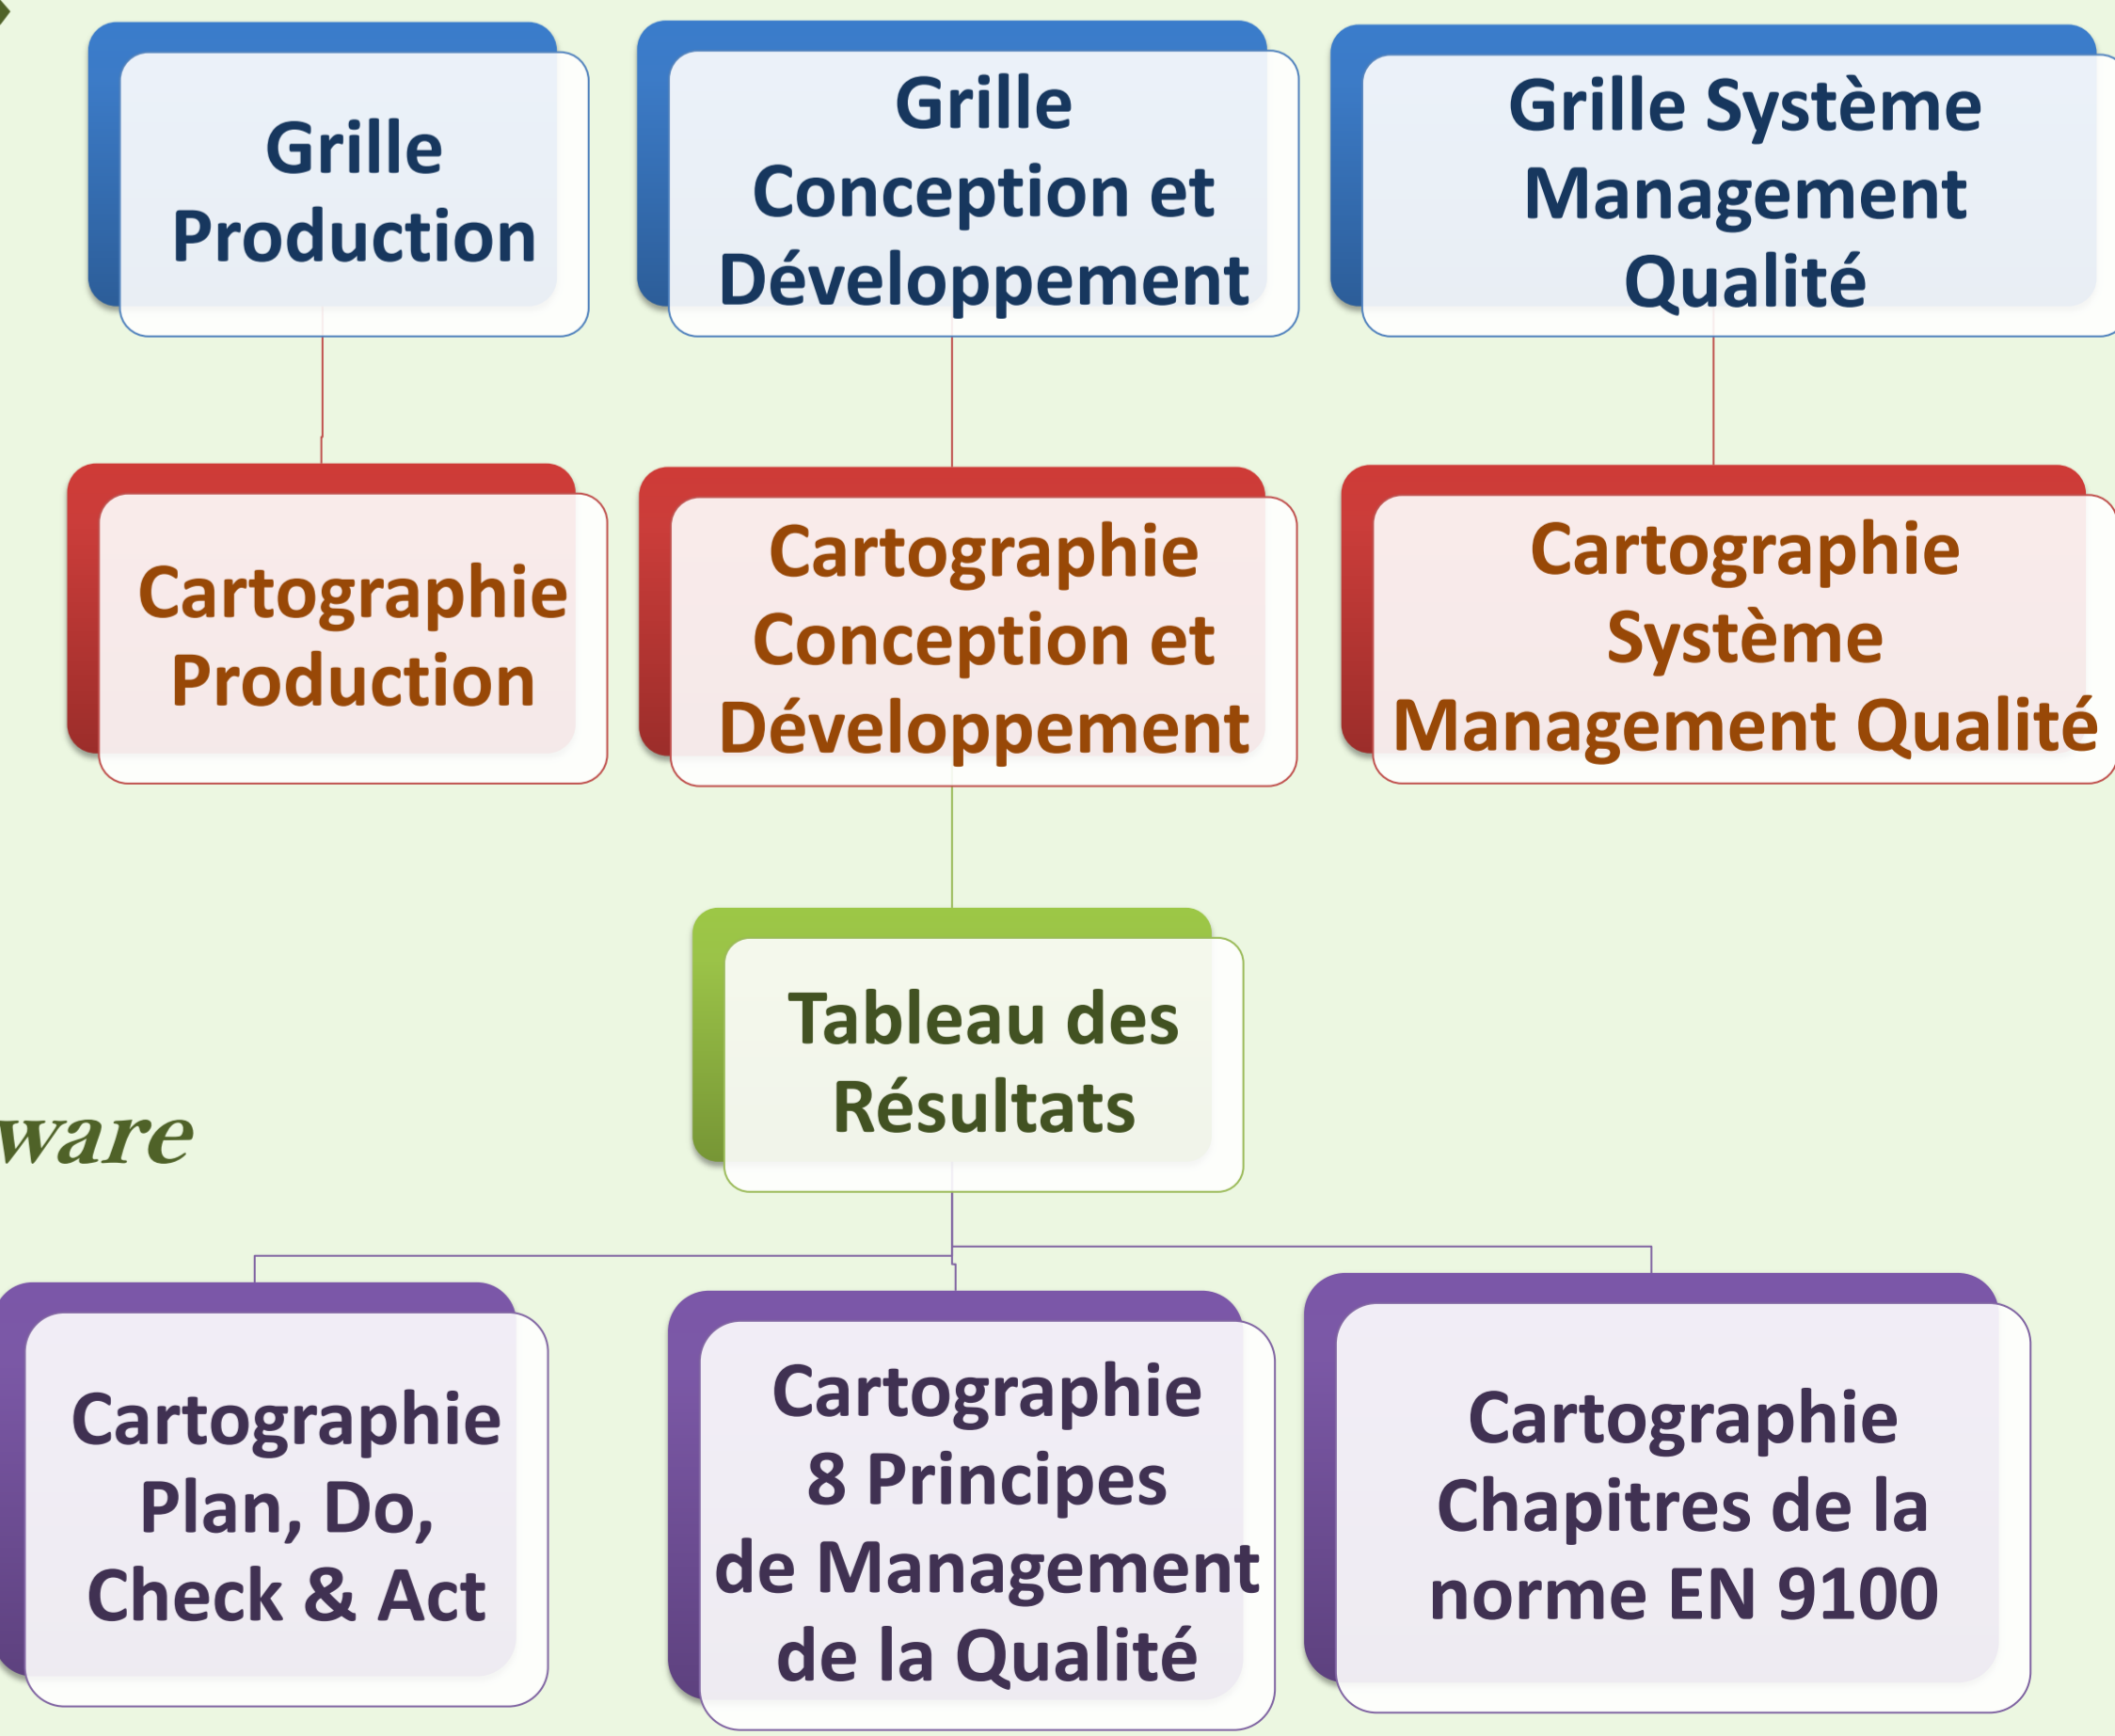 Grille
Production
Grille
Conception et
Développement
Grille Système
Management
Qualité
Cartographie
Production
Cartographie
Conception et
Développement
Cartographie
Système
Management Qualité
Tableau des
Résultats
ware
Cartographie
Plan, Do,
Check & Act
Cartographie
8 Principes
de Management
de la Qualité
Cartographie
Chapitres de la
norme EN 9100